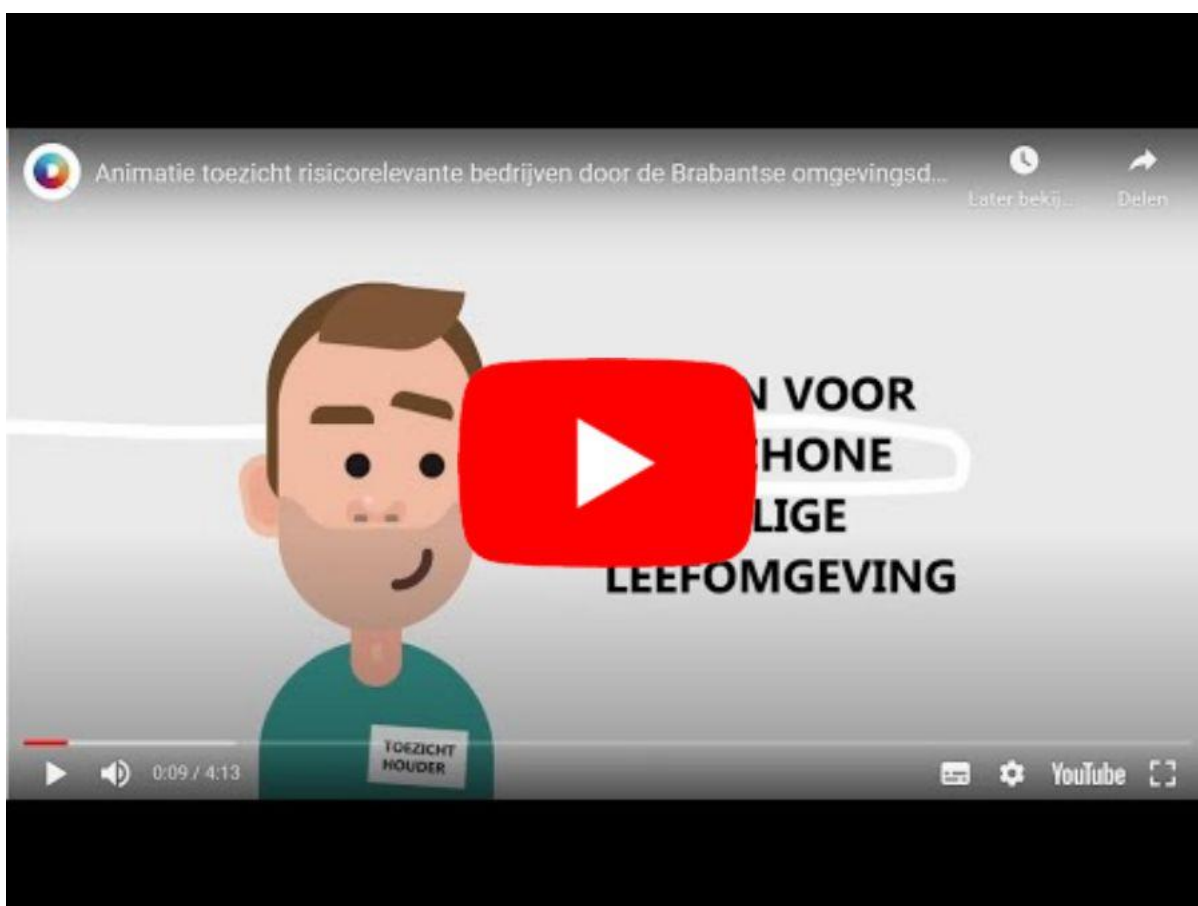 Animatie toezicht risicorelevante bedrijven door de Brabantse omgevingsd...
Later bekij...
Delen
N VOOR
HONE
LIGE
LEEFOMGEVING
TOEZICHT
HOUDER
0:09 / 4:13
YouTube